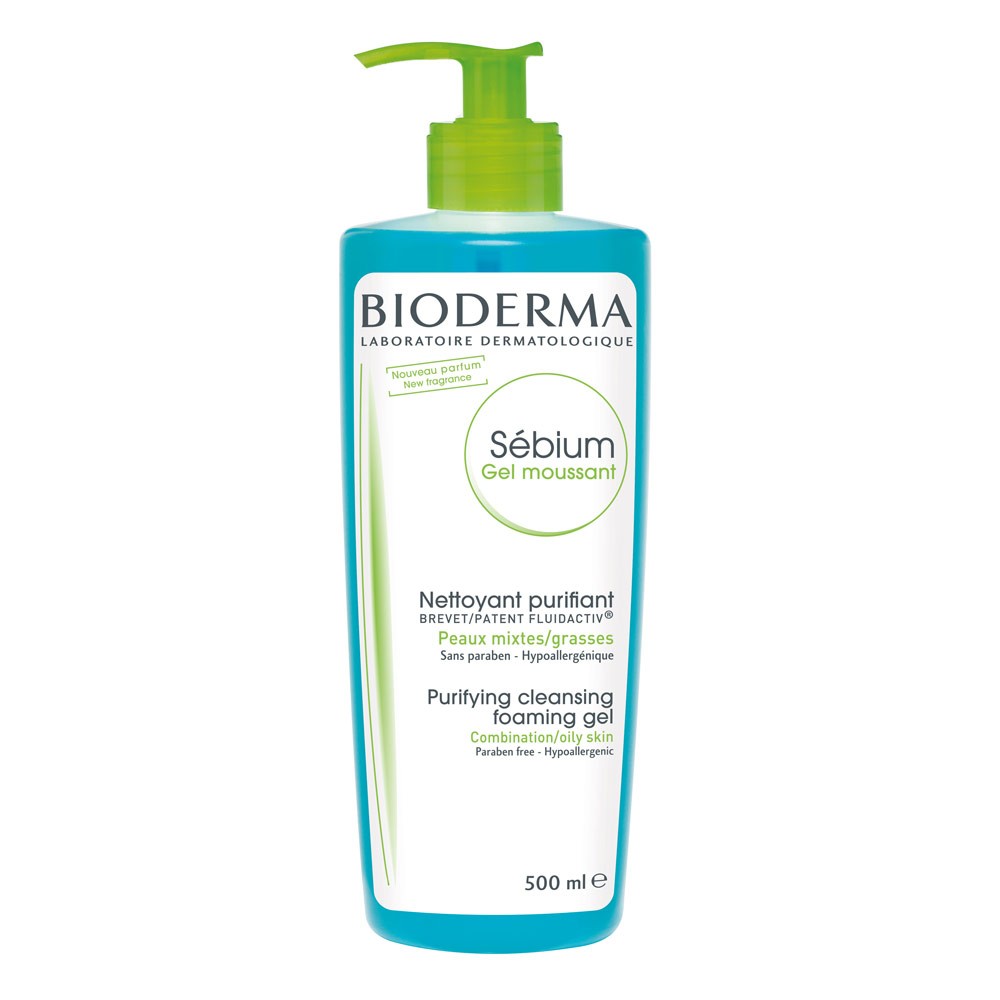 BIODERMA
LABORATOIRE DERMATOLOGIQUE
Nouveau parfum
New fragrance
Sébium
Gel moussant
Nettoyant purifiant
BREVET/PATENT FLUIDACTIV®
Peaux mixtes/grasses
Sans paraben - Hypoallergénique
Purifying cleansing
foaming gel
Combination/oily skin
Paraben free - Hypoallergenic
500 ml ℮